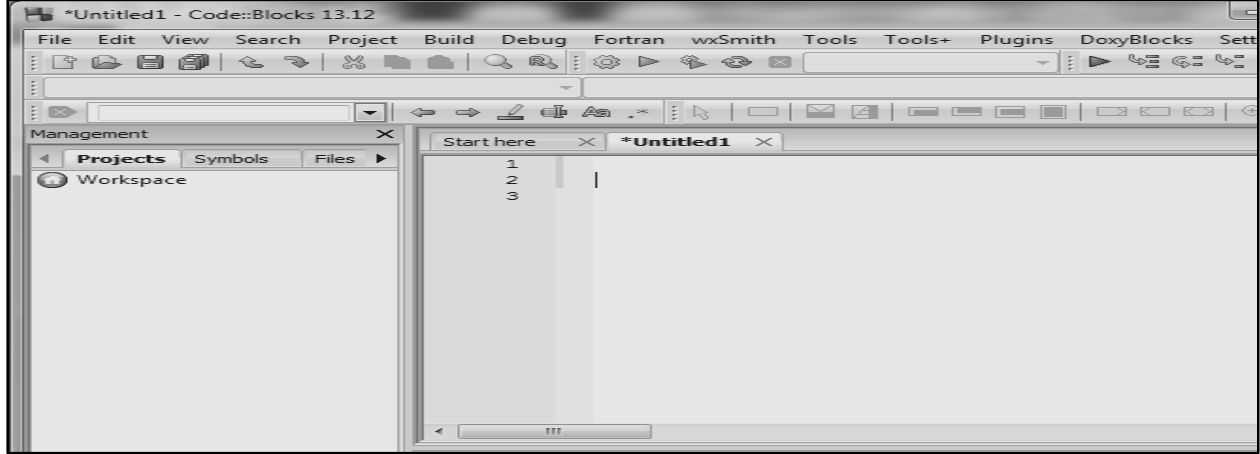 *Untitled1 - Code::Blocks 13.12
File Edit View Search Project Build Debug Fortran wxSmith Tools Tools+ Plugins DoxyBlocks Sett
Management
Projects Symbols Files
Workspace
Start here *Untitled1
1
2
3